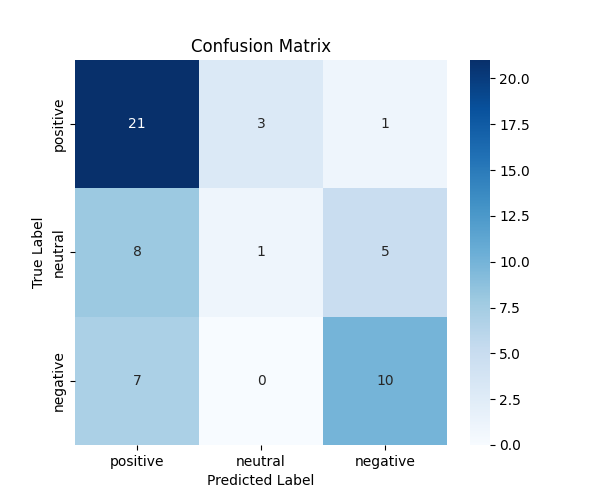 Confusion Matrix
True Label
positive
21 3 1
neutral
8 1 5
negative
7 0 10
positive neutral negative
Predicted Label
20.0
17.5
15.0
12.5
10.0
7.5
5.0
2.5
0.0